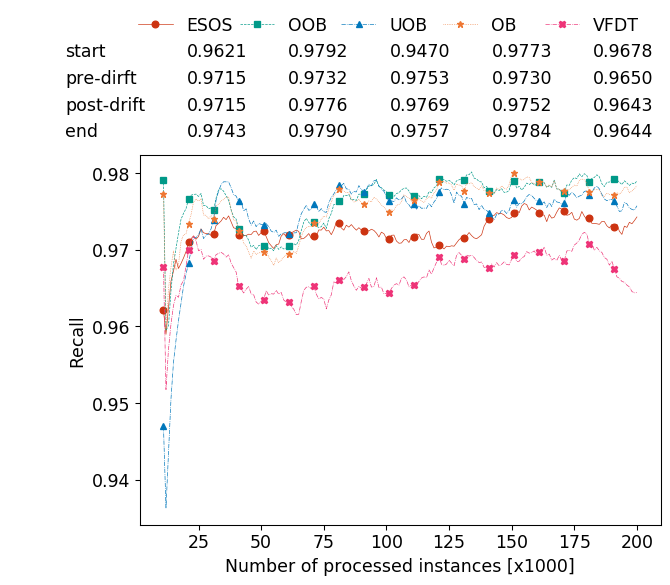 ESOS OOB UOB OB VFDT
start 0.9621 0.9792 0.9470 0.9773 0.9678
pre-dirft 0.9715 0.9732 0.9753 0.9730 0.9650
post-drift 0.9715 0.9776 0.9769 0.9752 0.9643
end 0.9743 0.9790 0.9757 0.9784 0.9644
0.98
0.97
0.96
0.95
0.94
Recall
25 50 75 100 125 150 175 200
Number of processed instances [x1000]